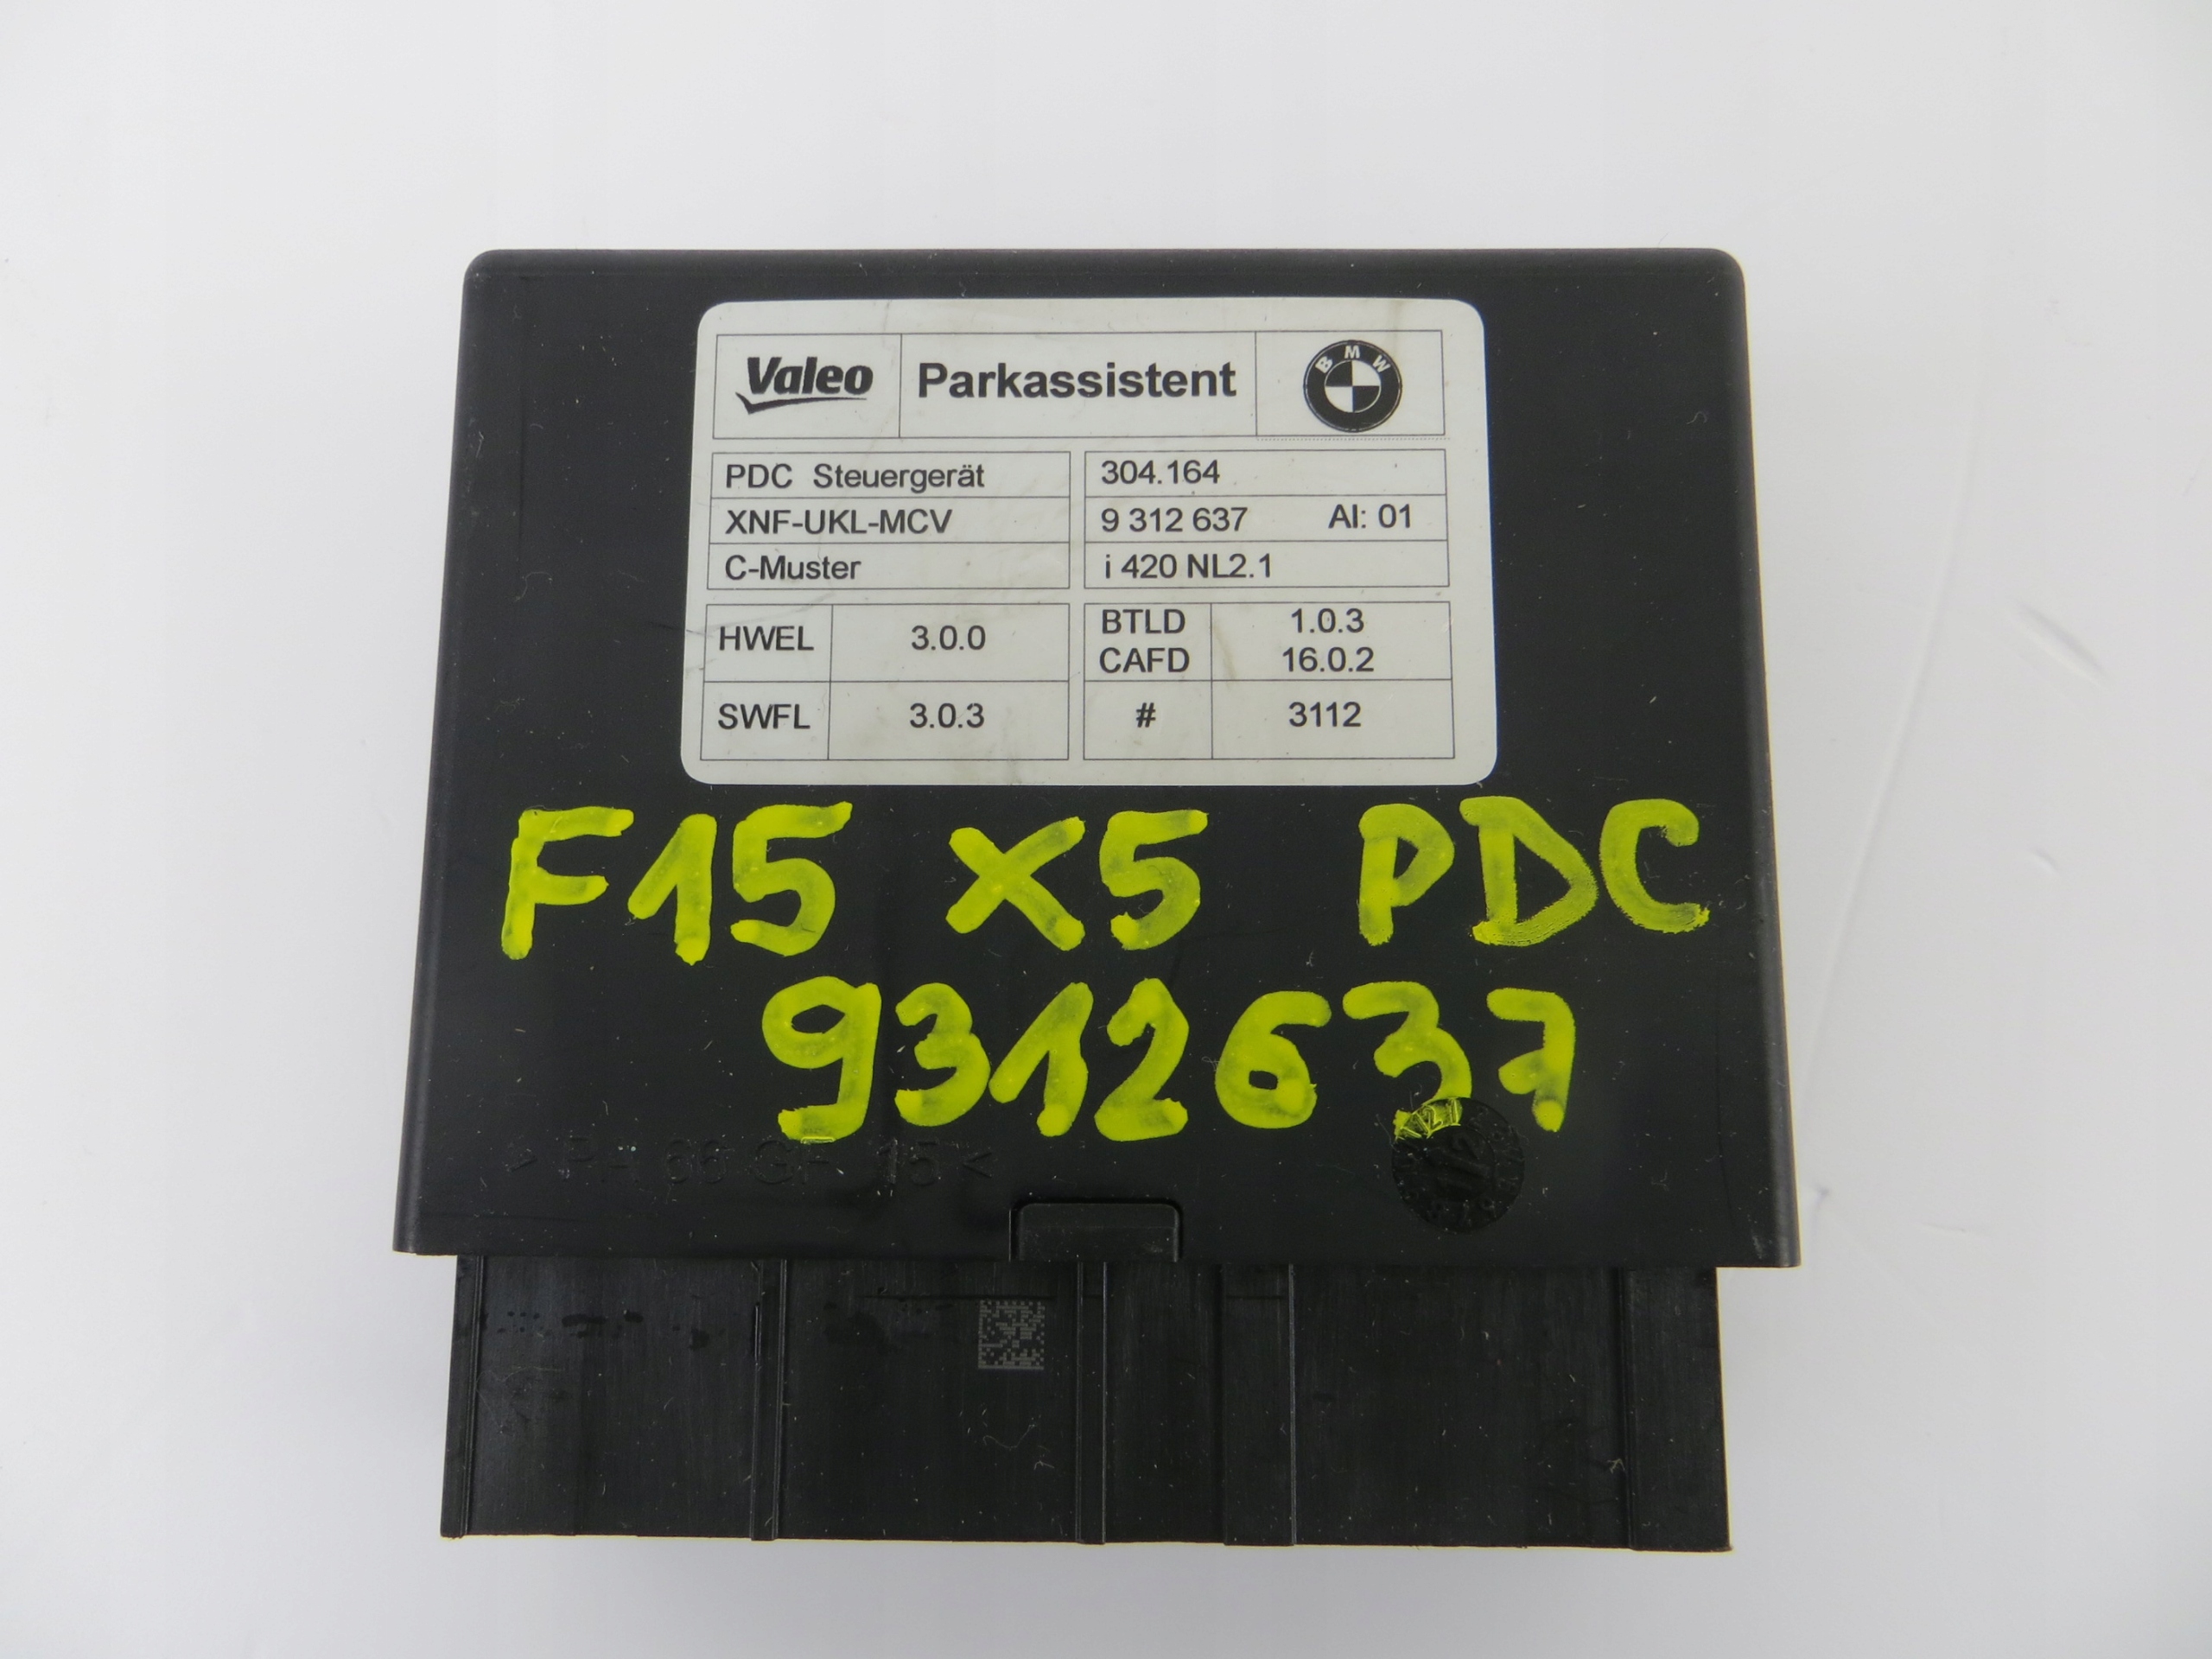 Valeo Parkassistent BMW
PDC Steuergerät 304.164
XNF-UKL-MCV 9 312 637 AI: 01
C-Muster i 420 NL2.1
HWEL 3.0.0 BTLD 1.0.3
CAFD 16.0.2
SWFL 3.0.3 # 3112
F15 X5 PDC
9312637